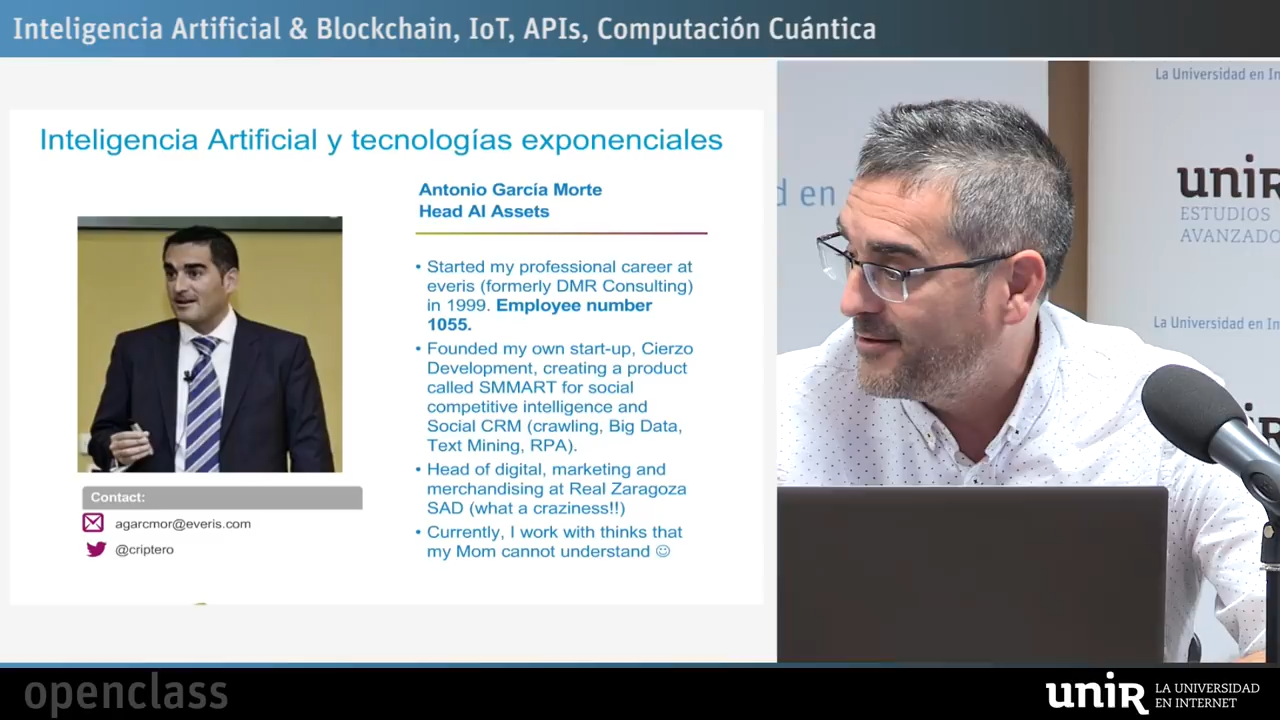 Inteligencia Artificial & Blockchain, IoT, APIs, Computación Cuántica
Inteligencia Artificial y tecnologías exponenciales
Antonio García Morte
Head AI Assets
• Started my professional career at
everis (formerly DMR Consulting)
in 1999. Employee number
1055.
• Founded my own start-up, Cierzo
Development, creating a product
called SMMART for social
competitive intelligence and
Social CRM (crawling, Big Data,
Text Mining, RPA).
• Head of digital, marketing and
merchandising at Real Zaragoza
SAD (what a craziness!!)
• Currently, I work with thinks that
my Mom cannot understand ☺
Contact:
agarcmor@everis.com
@criptero
La Universidad en In
d en
unir
ESTUDIOS
AVANZADO
La Universidad en In
openclass
unir
LA UNIVERSIDAD
EN INTERNET